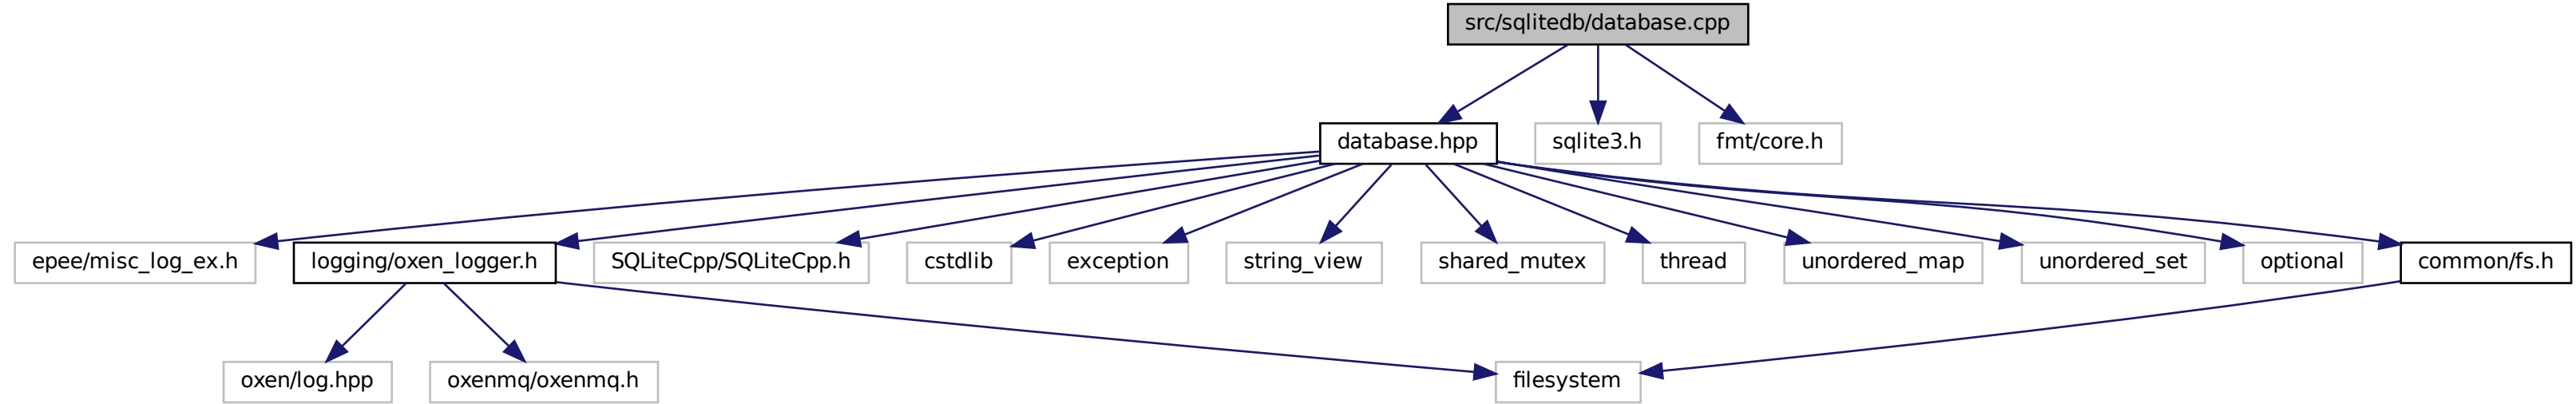 src/sqlitedb/database.cpp
database.hpp
sqlite3.h
fmt/core.h
epee/misc_log_ex.h
logging/oxen_logger.h
SQLiteCpp/SQLiteCpp.h
cstdlib
exception
string_view
shared_mutex
thread
unordered_map
unordered_set
optional
common/fs.h
oxen/log.hpp
oxenmq/oxenmq.h
filesystem